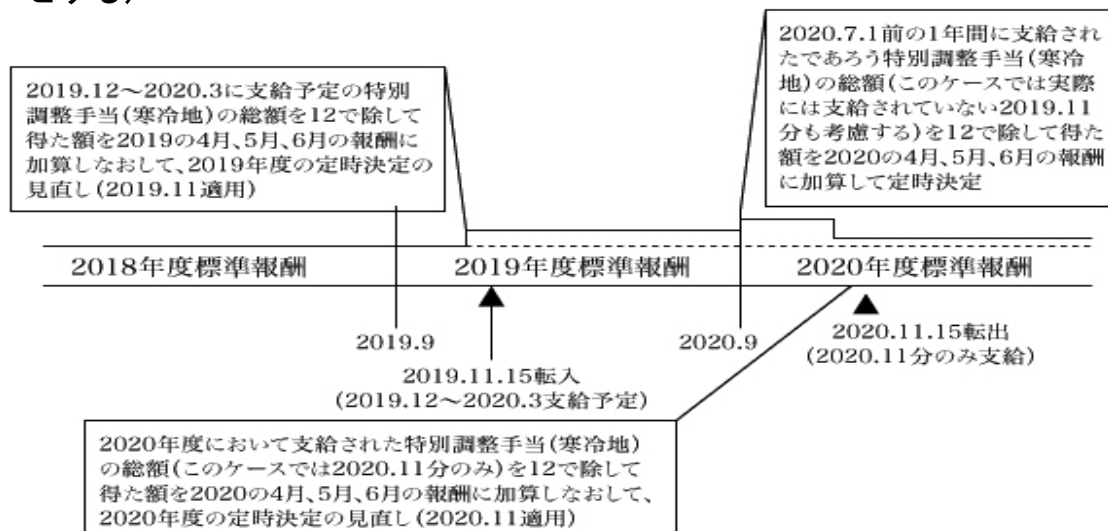 とする)
2019.12～2020.3に支給予定の特別
調整手当(寒冷地)の総額を12で除して
得た額を2019の4月、5月、6月の報酬に
加算しなおして、2019年度の定時決定の
見直し(2019.11適用)
2020.7.1前の1年間に支給され
たであろう特別調整手当(寒冷
地)の総額(このケースでは実際
には支給されていない2019.11
分も考慮する)を12で除して得た
額を2020の4月、5月、6月の報酬
に加算して定時決定
2018年度標準報酬
2019年度標準報酬
2020年度標準報酬
2019.9
2019.11.15転入
(2019.12～2020.3支給予定)
2020.9
2020.11.15転出
(2020.11分のみ支給)
2020年度において支給された特別調整手当(寒冷地)
の総額(このケースでは2020.11分のみ)を12で除して
得た額を2020の4月、5月、6月の報酬に加算しなおして、
2020年度の定時決定の見直し(2020.11適用)